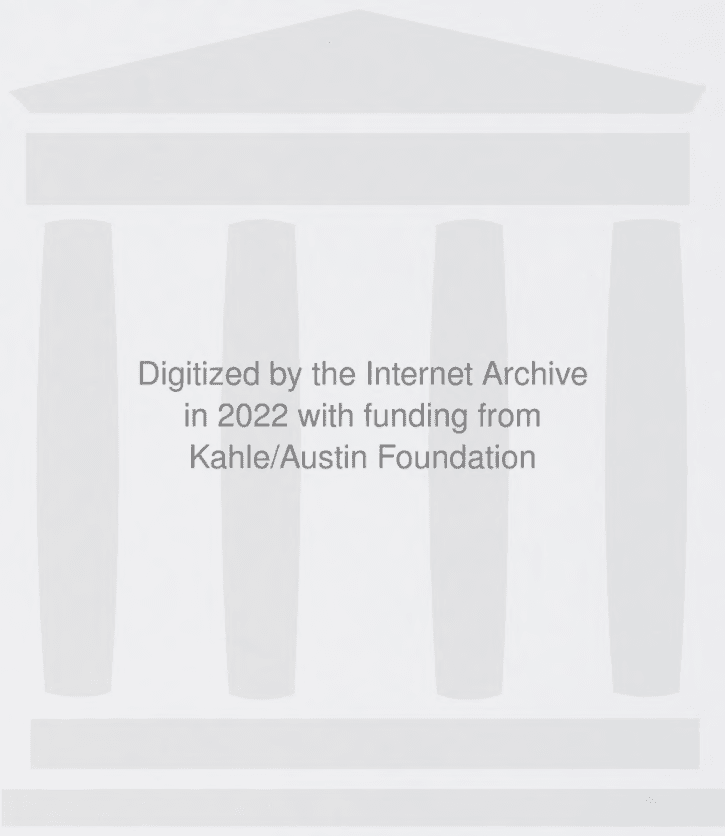 Digitized by the Internet Archive
in 2022 with funding from
Kahle/Austin Foundation